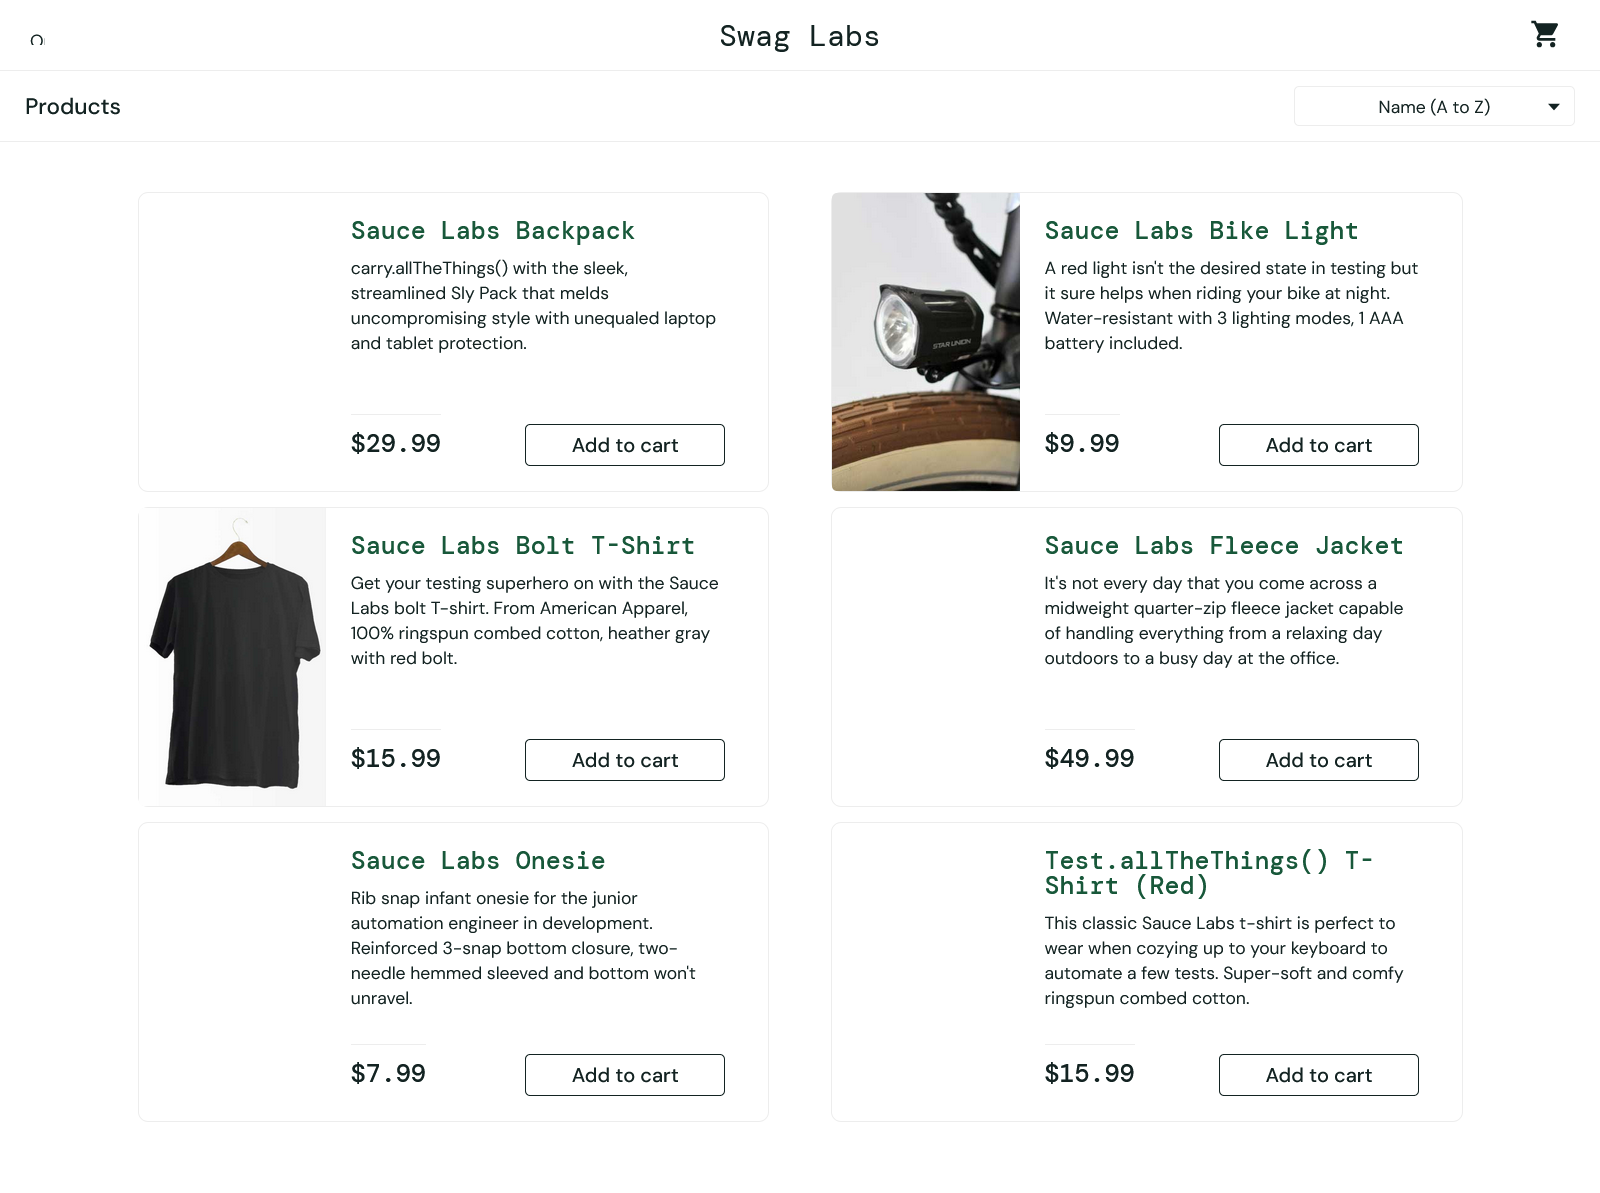 Swag Labs
Products
Name (A to Z)
Sauce Labs Backpack
carry.allTheThings() with the sleek,
streamlined Sly Pack that melds
uncompromising style with unequaled laptop
and tablet protection.
$29.99
Add to cart
Sauce Labs Bike Light
A red light isn't the desired state in testing but
it sure helps when riding your bike at night.
Water-resistant with 3 lighting modes, 1 AAA
battery included.
STAR UNION
$9.99
Add to cart
Sauce Labs Bolt T-Shirt
Get your testing superhero on with the Sauce
Labs bolt T-shirt. From American Apparel,
100% ringspun combed cotton, heather gray
with red bolt.
$15.99
Add to cart
Sauce Labs Fleece Jacket
It's not every day that you come across a
midweight quarter-zip fleece jacket capable
of handling everything from a relaxing day
outdoors to a busy day at the office.
$49.99
Add to cart
Sauce Labs Onesie
Rib snap infant onesie for the junior
automation engineer in development.
Reinforced 3-snap bottom closure, two-
needle hemmed sleeved and bottom won't
unravel.
$7.99
Add to cart
Test.allTheThings() T-
Shirt (Red)
This classic Sauce Labs t-shirt is perfect to
wear when cozying up to your keyboard to
automate a few tests. Super-soft and comfy
ringspun combed cotton.
$15.99
Add to cart